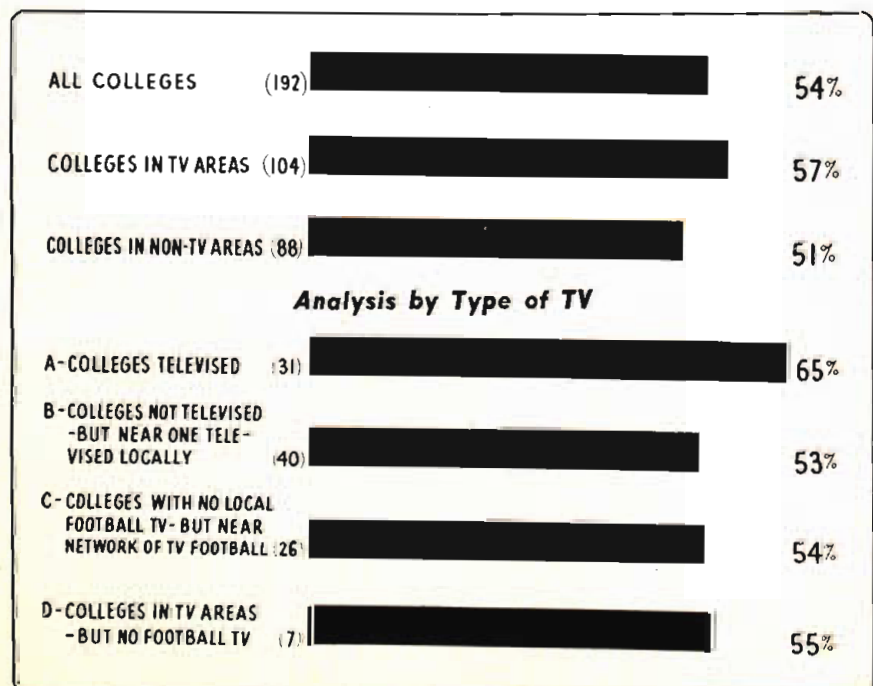 ALL COLLEGES (192) 54%
COLLEGES IN TV AREAS (104) 57%
COLLEGES IN NON-TV AREAS (88) 51%
Analysis by Type of TV
A-COLLEGES TELEVISED (31) 65%
B-COLLEGES NOT TELEVISED
-BUT NEAR ONE TELE-
VISED LOCALLY (40) 53%
C-COLLEGES WITH NO LOCAL
FOOTBALL TV-BUT NEAR
NETWORK OF TV FOOTBALL (26) 54%
D-COLLEGES IN TV AREAS
-BUT NO FOOTBALL TV (7) 55%